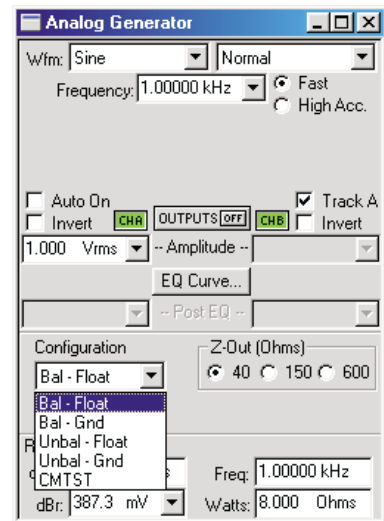 Analog Generator
Wfm: Sine Normal
Frequency: 1.00000 kHz Fast
High Acc.
Auto On Track A
Invert CHA OUTPUTS OFF CHB Invert
1.000 Vrms -- Amplitude --
EQ Curve...
-- Post EQ --
Configuration Z-Out (Ohms)
Bal - Float 40 150 600
Bal - Float
Bal - Gnd
Unbal - Float
Unbal - Gnd
CMTST
Freq: 1.00000 kHz
dBr: 387.3 mV Watts: 8.000 Ohms